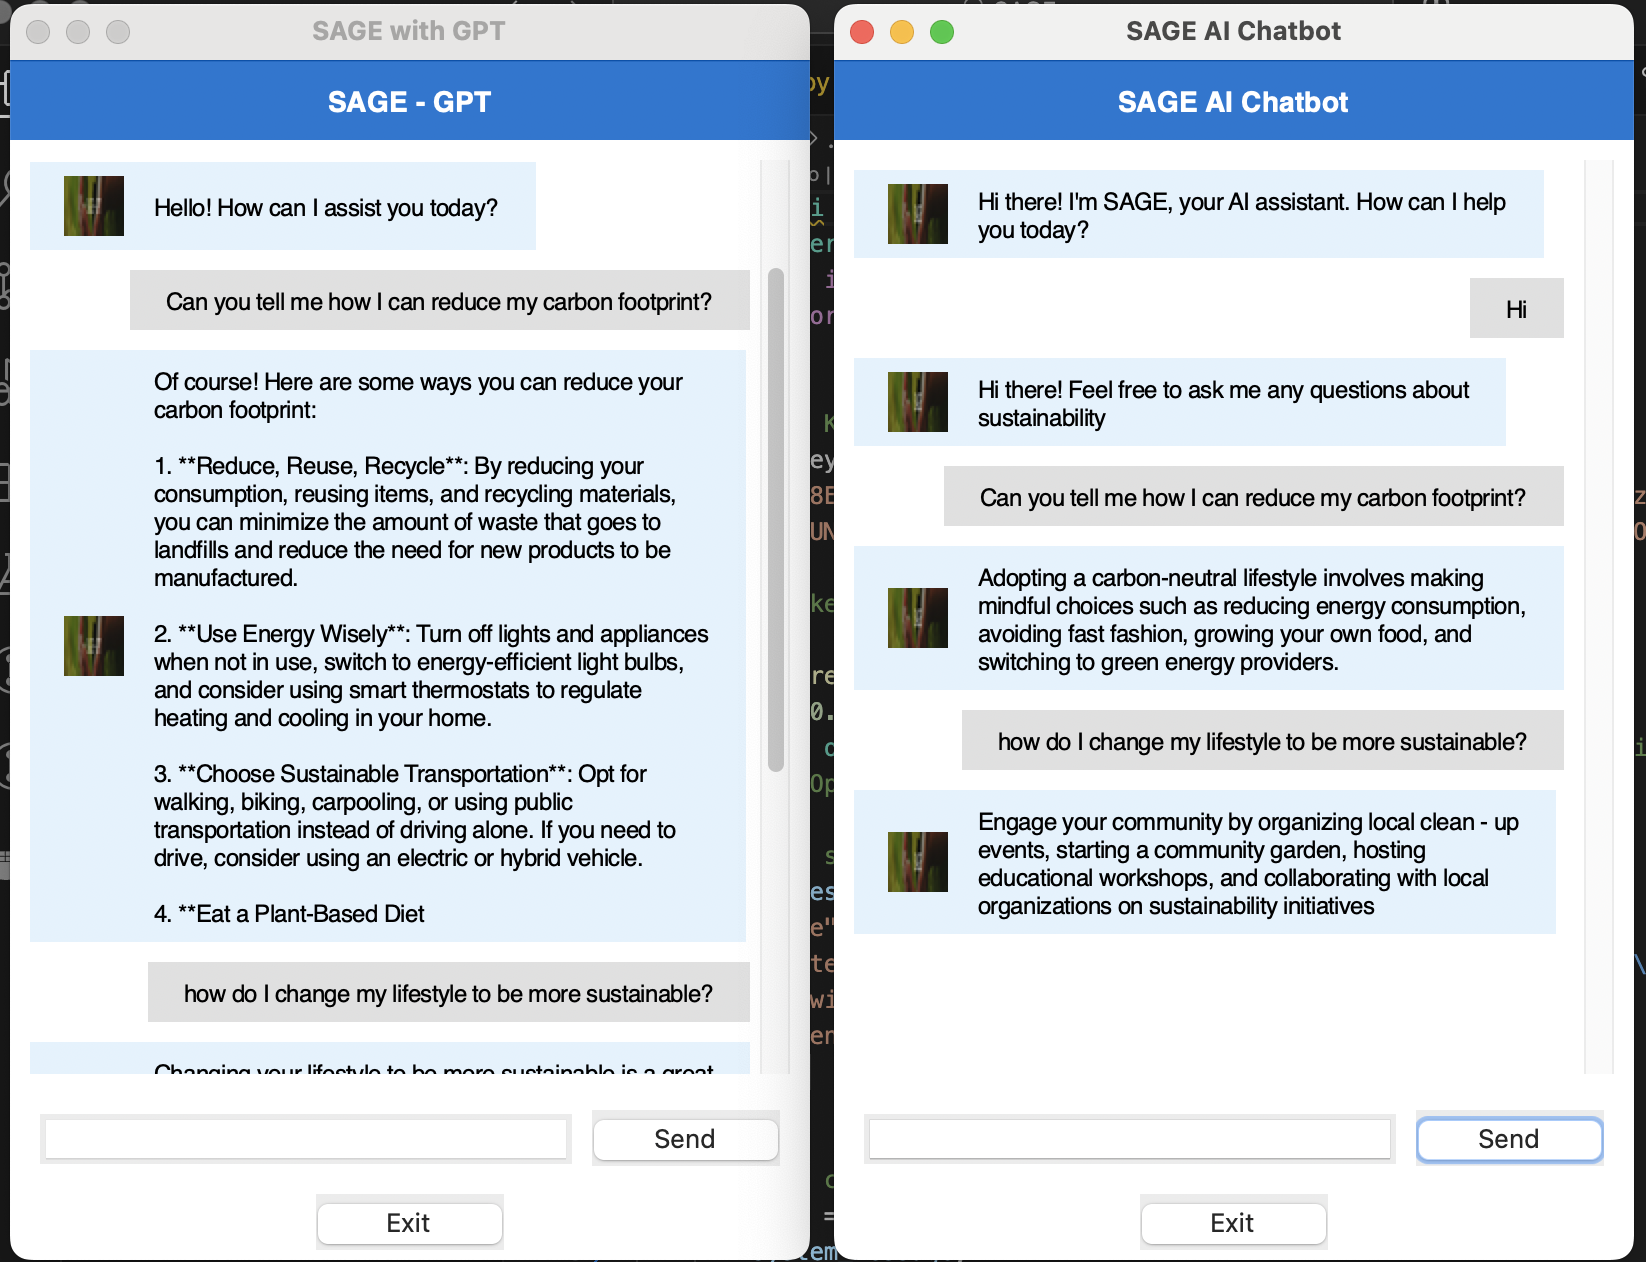 SAGE with GPT
SAGE - GPT
Hello! How can I assist you today?
Can you tell me how I can reduce my carbon footprint?
Of course! Here are some ways you can reduce your
carbon footprint:
1. **Reduce, Reuse, Recycle**: By reducing your
consumption, reusing items, and recycling materials,
you can minimize the amount of waste that goes to
landfills and reduce the need for new products to be
manufactured.
2. **Use Energy Wisely**: Turn off lights and appliances
when not in use, switch to energy-efficient light bulbs,
and consider using smart thermostats to regulate
heating and cooling in your home.
3. **Choose Sustainable Transportation**: Opt for
walking, biking, carpooling, or using public
transportation instead of driving alone. If you need to
drive, consider using an electric or hybrid vehicle.
4. **Eat a Plant-Based Diet
how do I change my lifestyle to be more sustainable?
Changing your lifestyle to be more sustainable is a great
Send
Exit
SAGE AI Chatbot
SAGE AI Chatbot
Hi there! I'm SAGE, your AI assistant. How can I help
you today?
Hi
Hi there! Feel free to ask me any questions about
sustainability
Can you tell me how I can reduce my carbon footprint?
Adopting a carbon-neutral lifestyle involves making
mindful choices such as reducing energy consumption,
avoiding fast fashion, growing your own food, and
switching to green energy providers.
how do I change my lifestyle to be more sustainable?
Engage your community by organizing local clean - up
events, starting a community garden, hosting
educational workshops, and collaborating with local
organizations on sustainability initiatives
Send
Exit